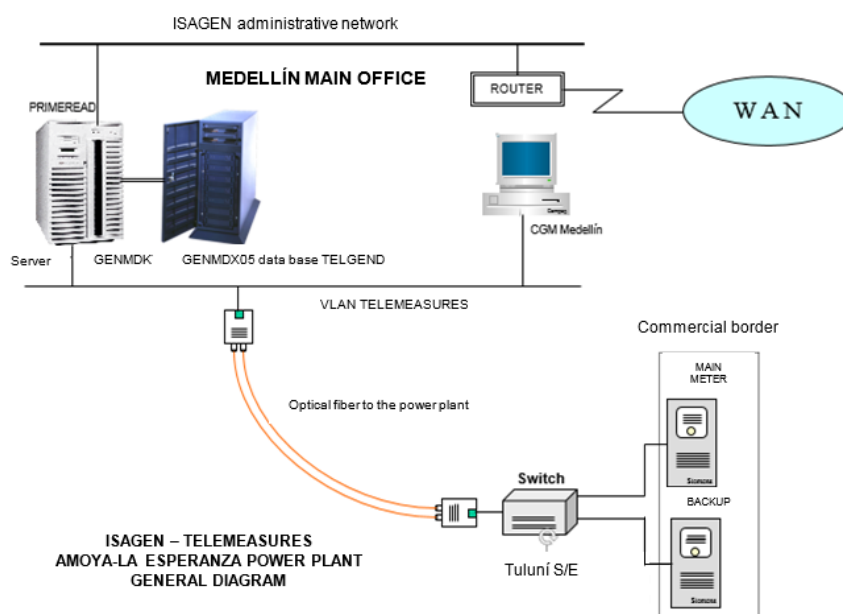 ISAGEN administrative network
MEDELLÍN MAIN OFFICE
ROUTER
WAN
PRIMEREAD
CGM Medellín
Server
GENMDK
GENMDX05 data base TELGEND
VLAN TELEMEASURES
Commercial border
MAIN
METER
Optical fiber to the power plant
Switch
Siemens
BACKUP
ISAGEN – TELEMEASURES
AMOYA-LA ESPERANZA POWER PLANT
GENERAL DIAGRAM
Tuluní S/E
Siemens